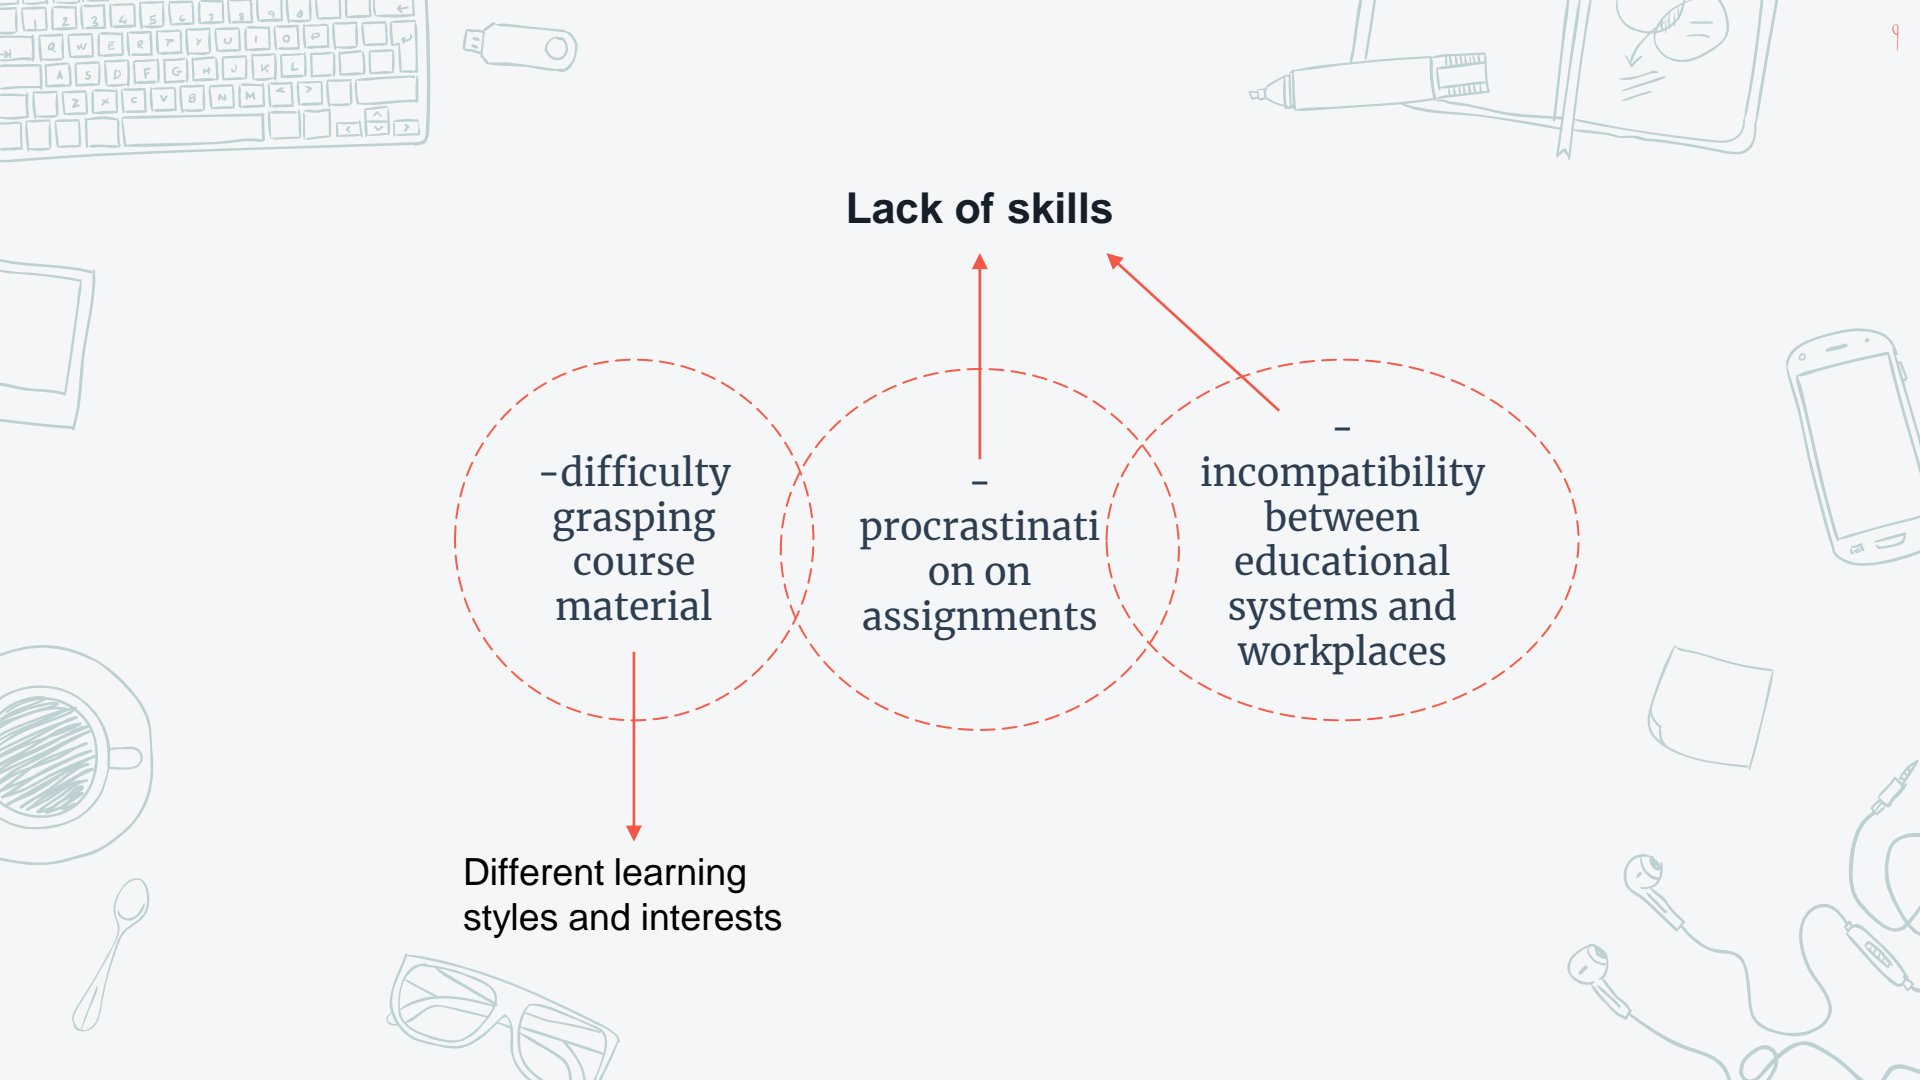 9
Lack of skills
-difficulty
grasping
course
material
-
procrastinati
on on
assignments
-
incompatibility
between
educational
systems and
workplaces
Different learning
styles and interests